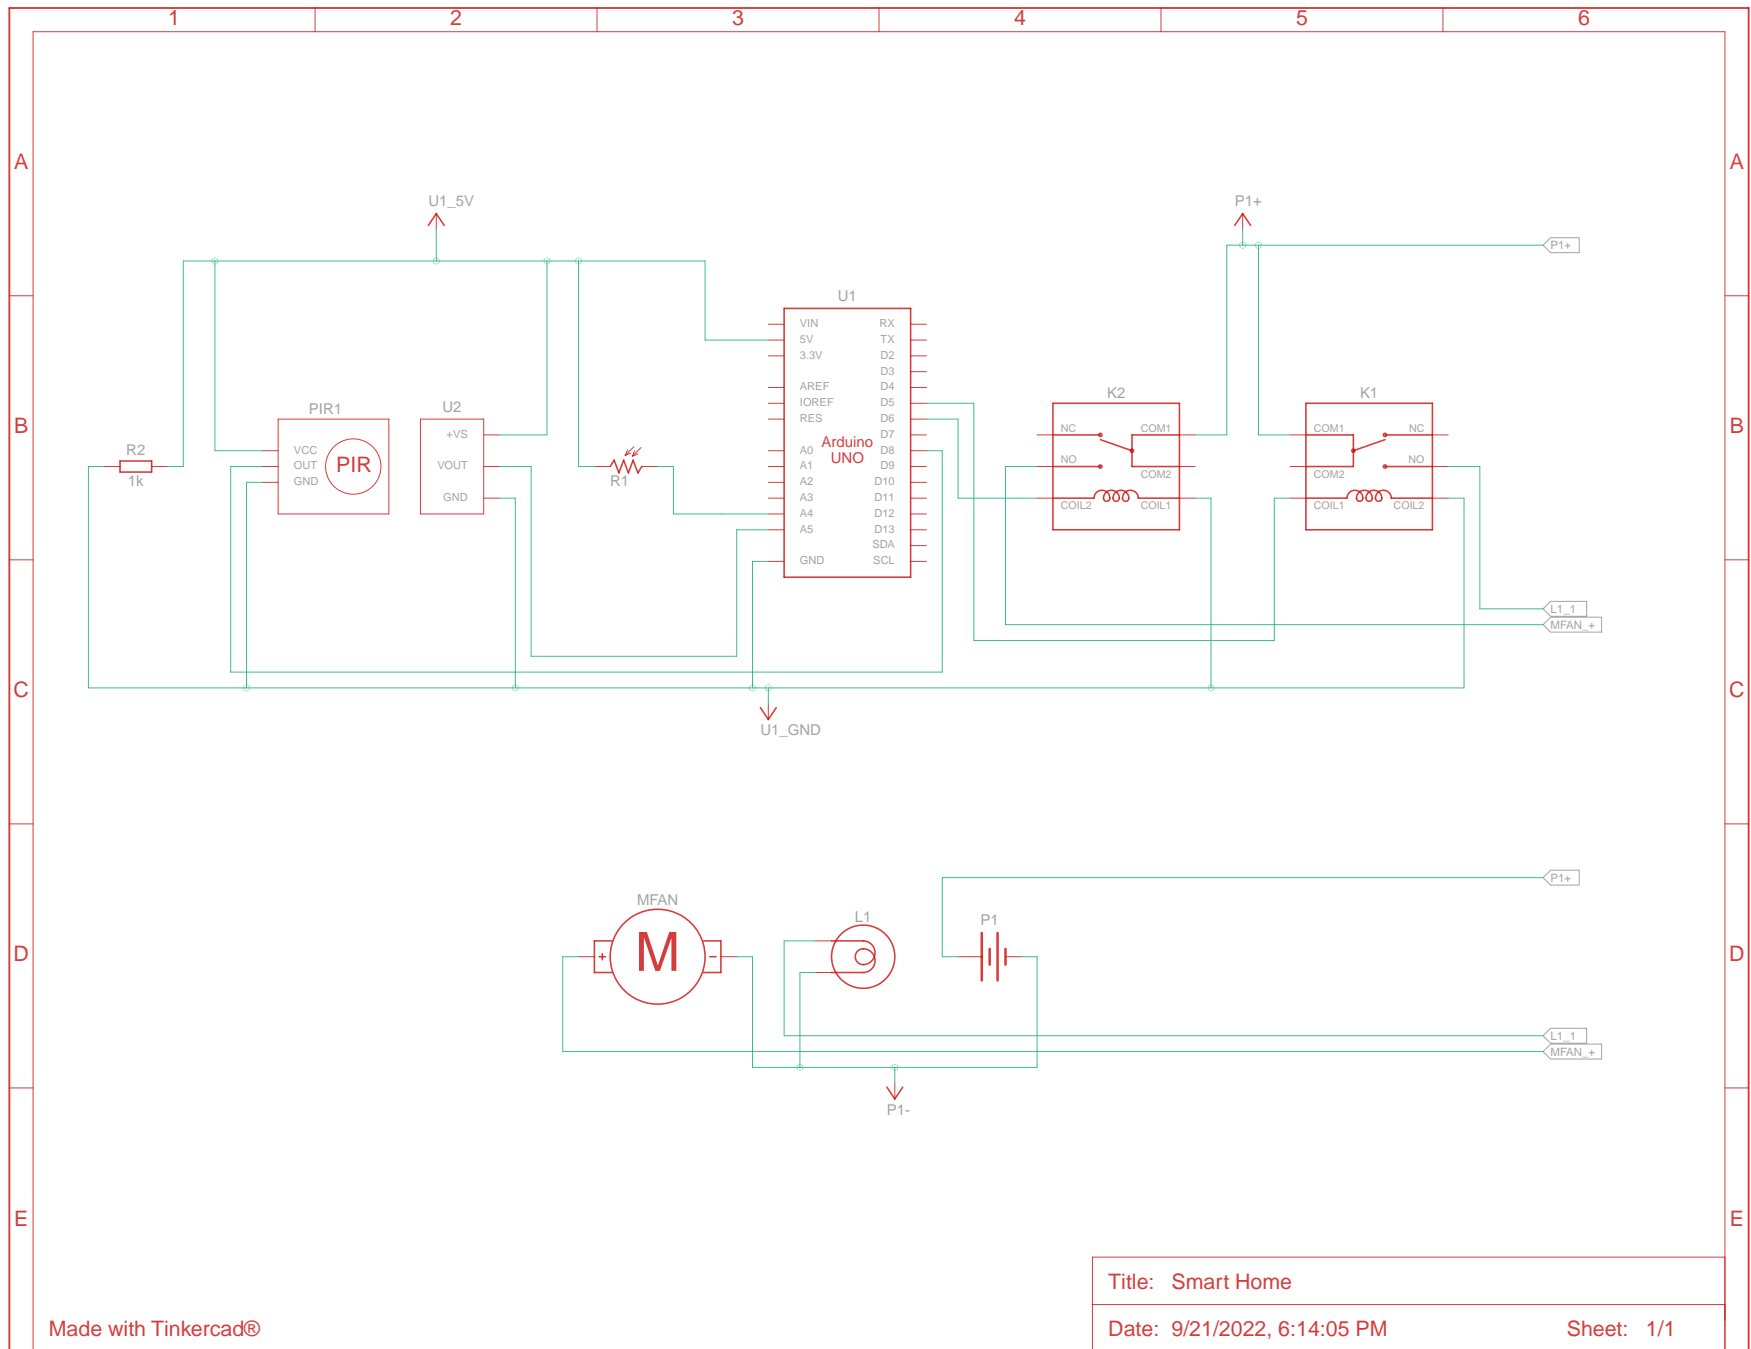 1 2 3 4 5 6
A A
U1_5V P1+
P1+
U1
VIN RX
5V TX
3.3V D2
D3
AREF D4
IOREF D5
RES D6
D7
A0 D8
A1 D9
A2 D10
A3 D11
A4 D12
A5 D13
SDA
GND SCL
Arduino
UNO
B B
R2
1k
PIR1
VCC
OUT
GND
PIR
U2
+VS
VOUT
GND
R1
K2
NC COM1
NO
COM2
COIL2 COIL1
K1
COM1 NC
NO
COM2
COIL1 COIL2
L1_1
MFAN_+
C C
U1_GND
P1+
MFAN
+ M -
L1
P1
D D
L1_1
MFAN_+
P1-
E E
Title: Smart Home
Made with Tinkercad®
Date: 9/21/2022, 6:14:05 PM Sheet: 1/1